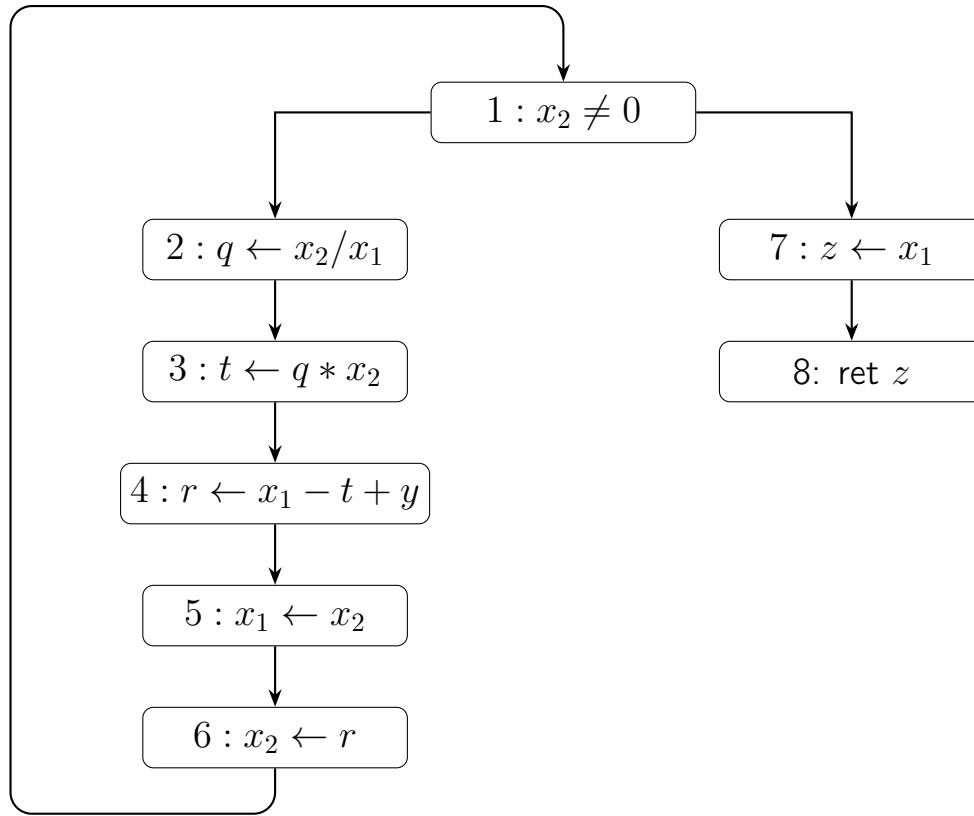 1 : x₂ ≠ 0
2 : q ← x₂/x₁
7 : z ← x₁
3 : t ← q ∗ x₂
8: ret z
4 : r ← x₁ − t + y
5 : x₁ ← x₂
6 : x₂ ← r